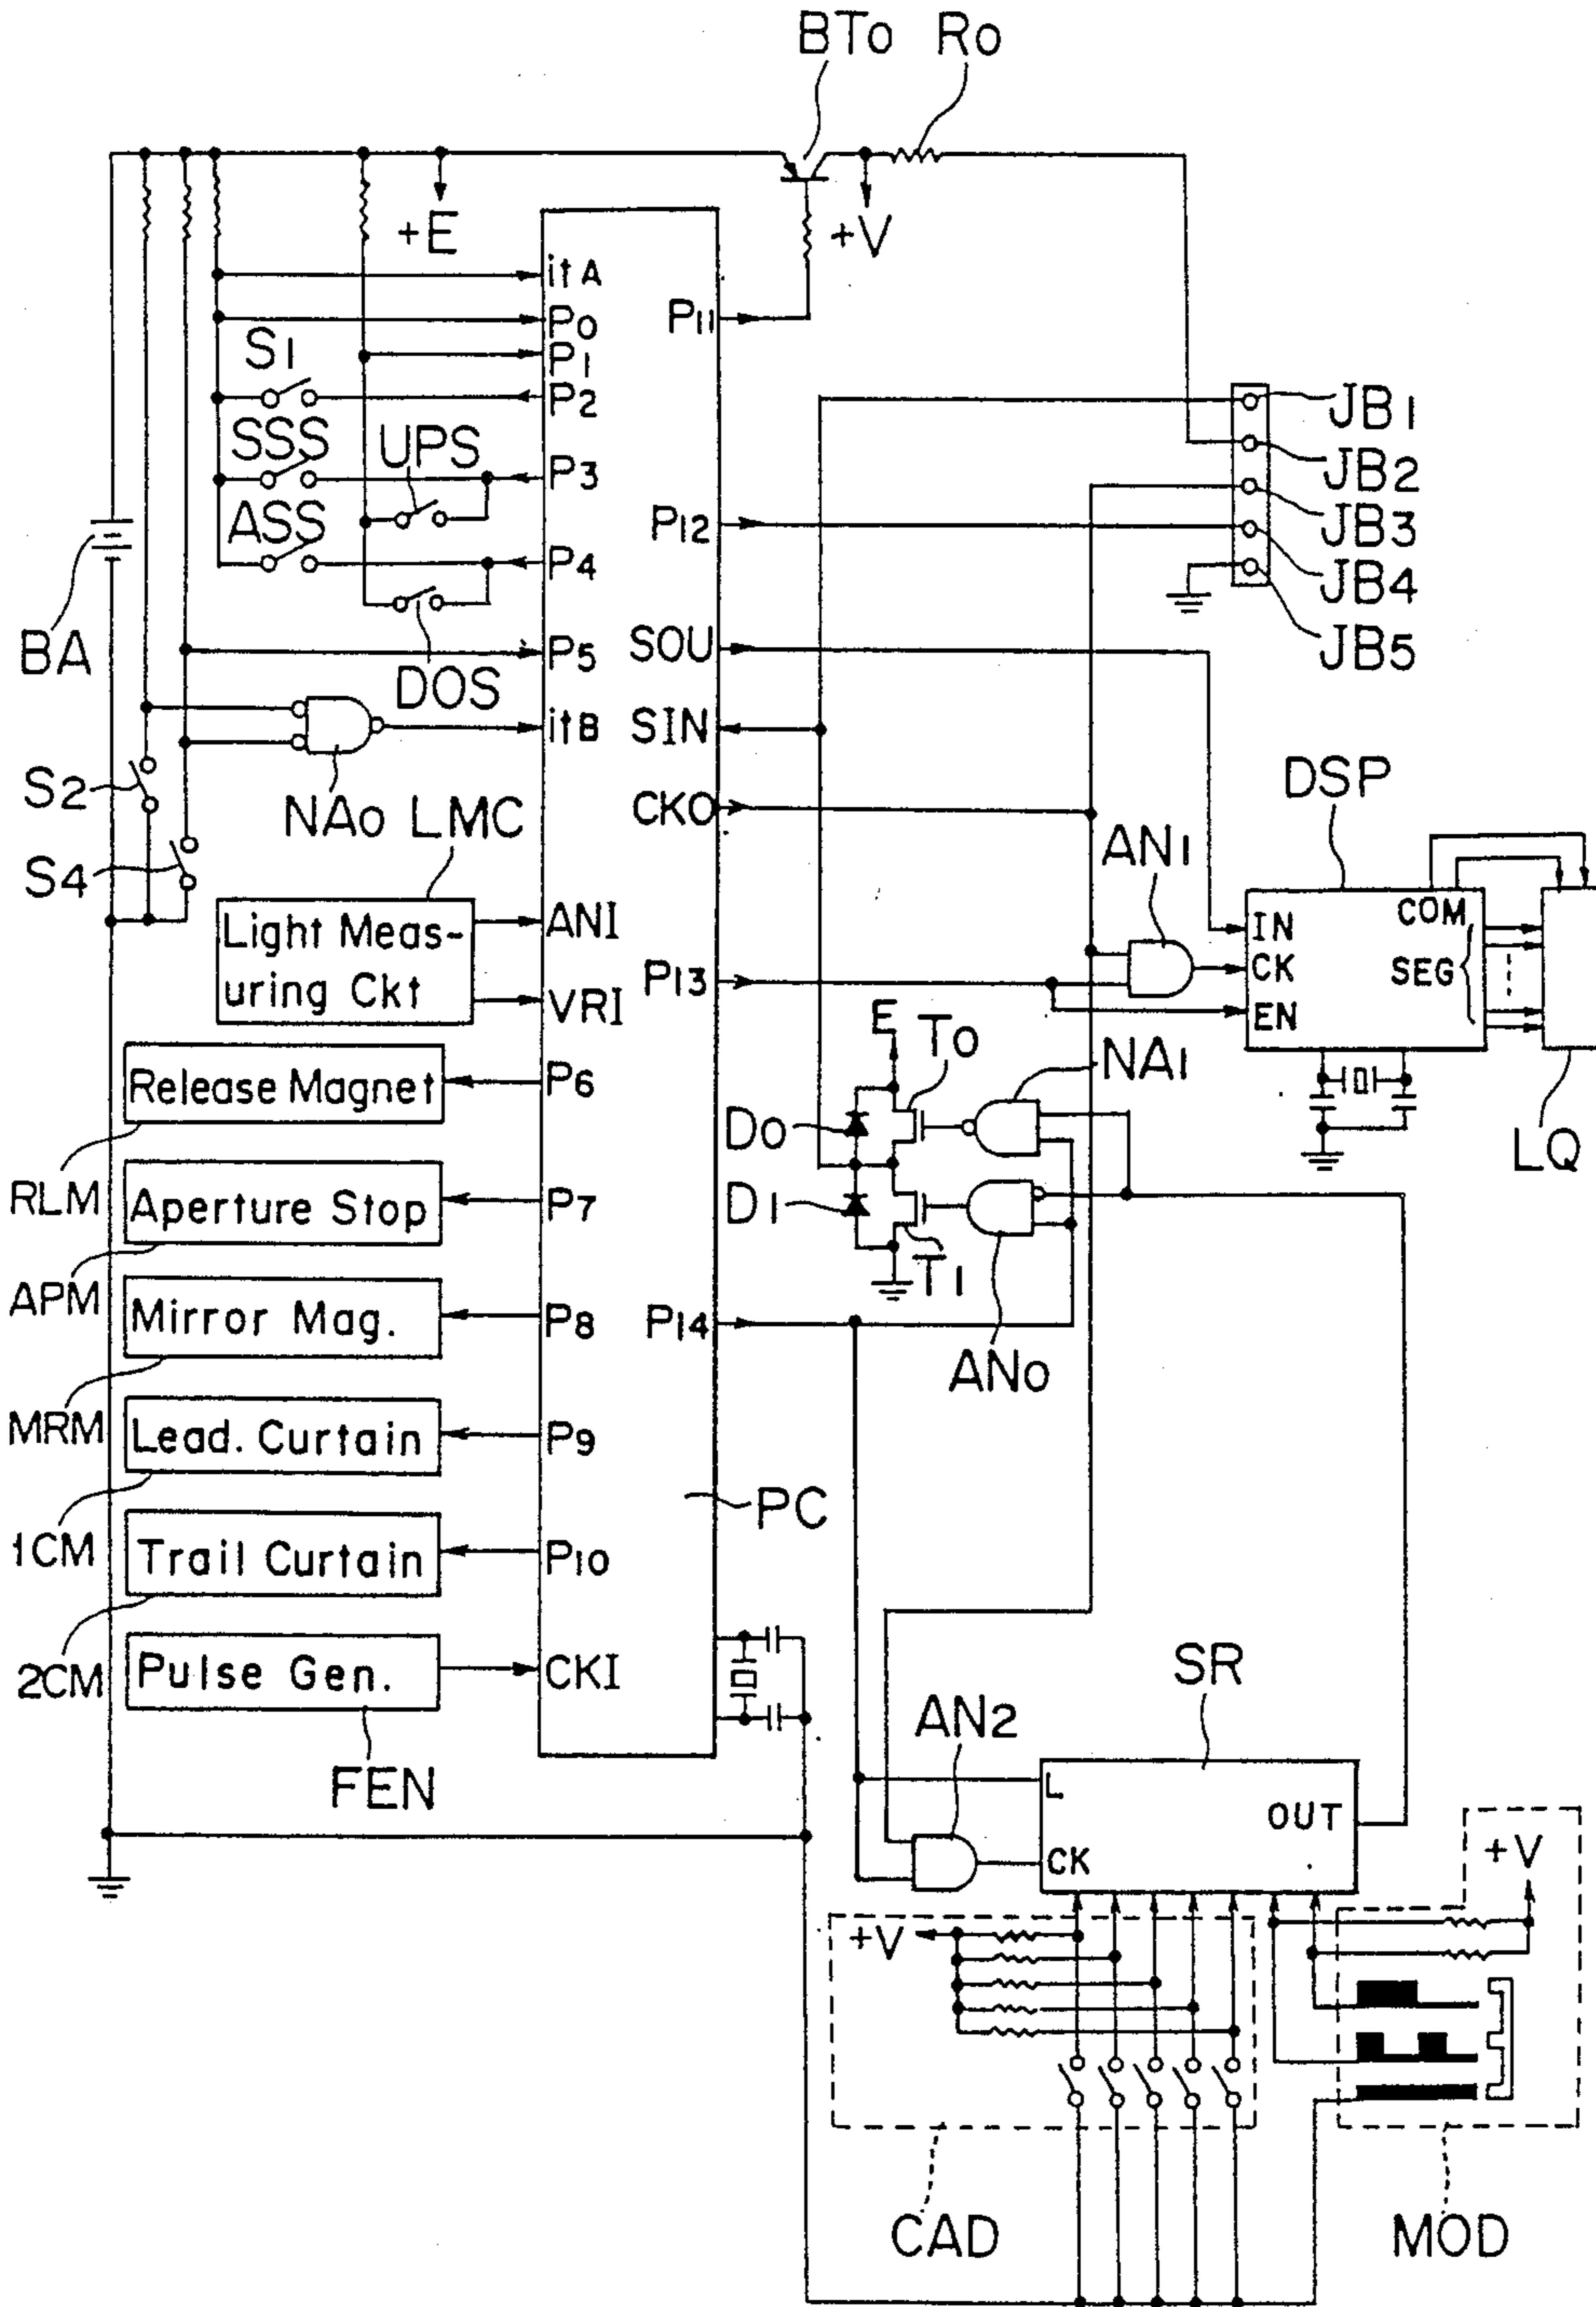 BTo Ro
+E
+V
itA
Po
P1
P2
P3
P4
P5
itB
ANI
VRI
P6
P7
P8
P9
P10
CKI
P11
P12
SOU
SIN
CKO
P13
P14
S1
SSS
UPS
ASS
DOS
BA
S2
S4
NAo
LMC
Light Meas-
uring Ckt
Release Magnet
RLM
Aperture Stop
APM
Mirror Mag.
MRM
Lead. Curtain
1CM
Trail Curtain
2CM
Pulse Gen.
FEN
PC
JB1
JB2
JB3
JB4
JB5
DSP
AN1
COM
IN
CK
EN
SEG
LQ
E
To
NA1
Do
D1
T1
ANo
SR
AN2
L
CK
OUT
+V
+V
CAD
MOD